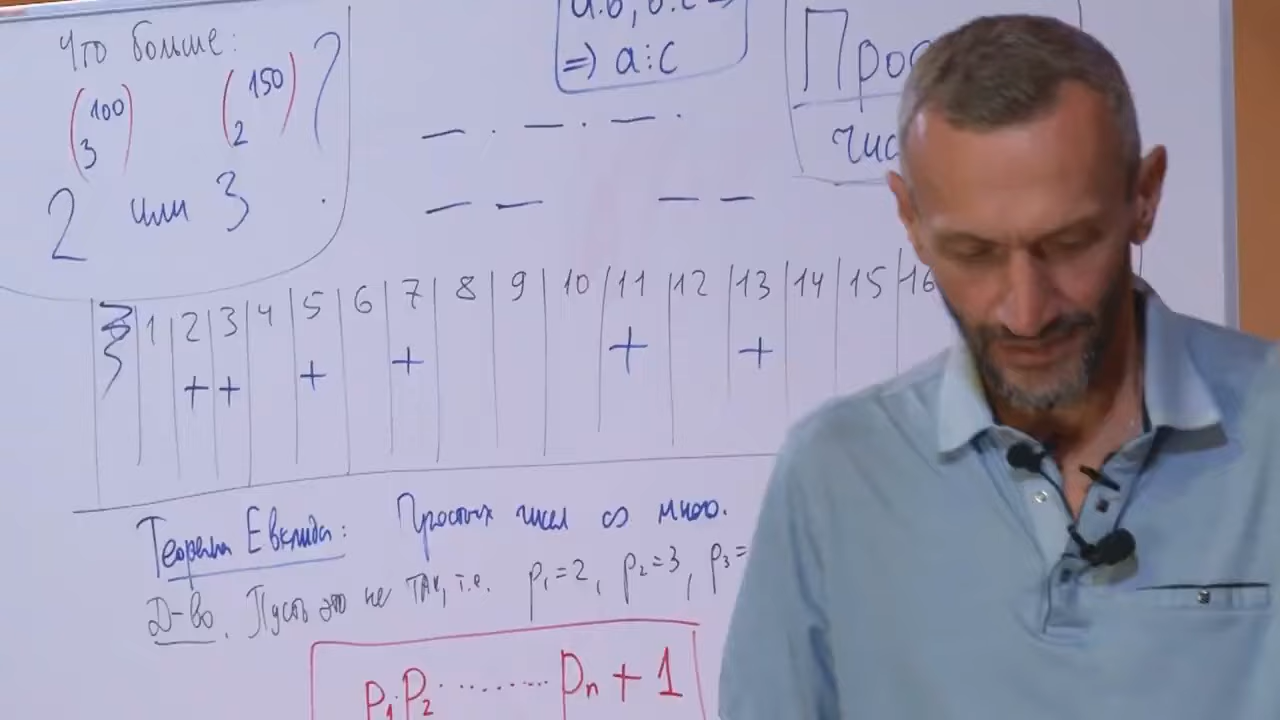 Что больше:
(3^100) (2^150) ?
2 или 3
=> a⋮c
— · — · — ·
— — — —
1 2 3 4 5 6 7 8 9 10 11 12 13 14 15 16
+ + + + + +
Теорема Евклида: Простых чисел ∞ много.
Д-во. Пусть это не так, т.е. p₁=2, p₂=3, p₃=
p₁·p₂·.........pₙ+1